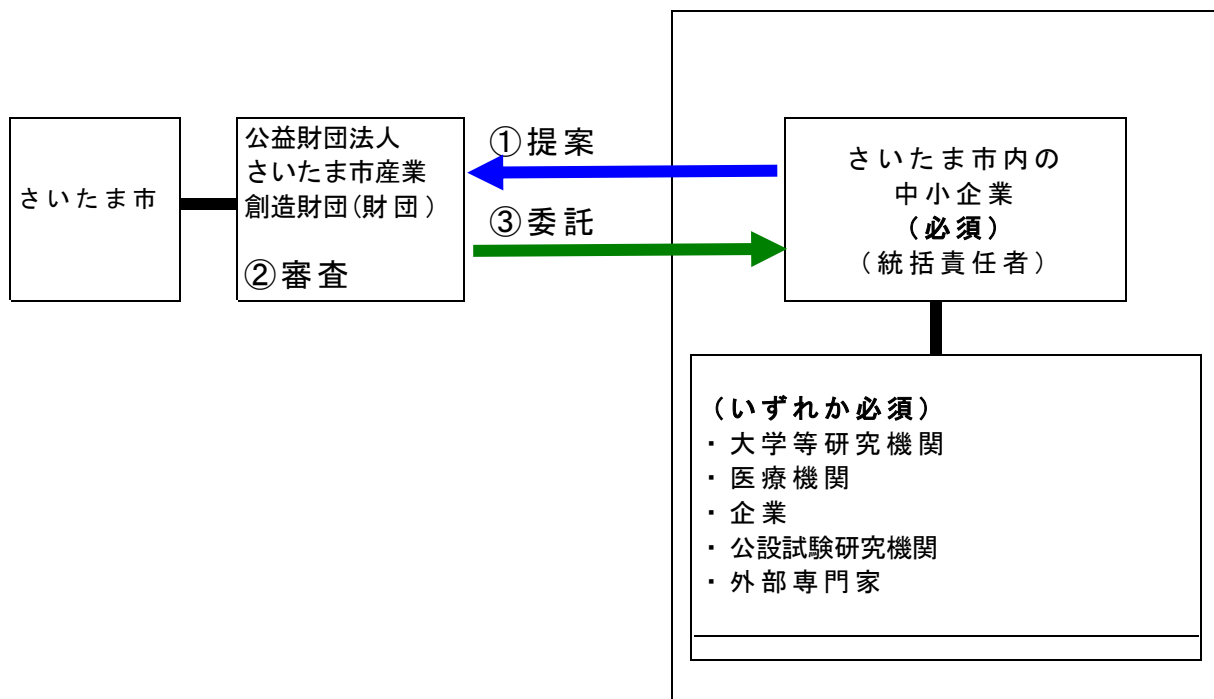 さいたま市
公益財団法人
さいたま市産業
創造財団(財団)
②審査
①提案
③委託
さいたま市内の
中小企業
(必須)
(統括責任者)
(いずれか必須)
・大学等研究機関
・医療機関
・企業
・公設試験研究機関
・外部専門家